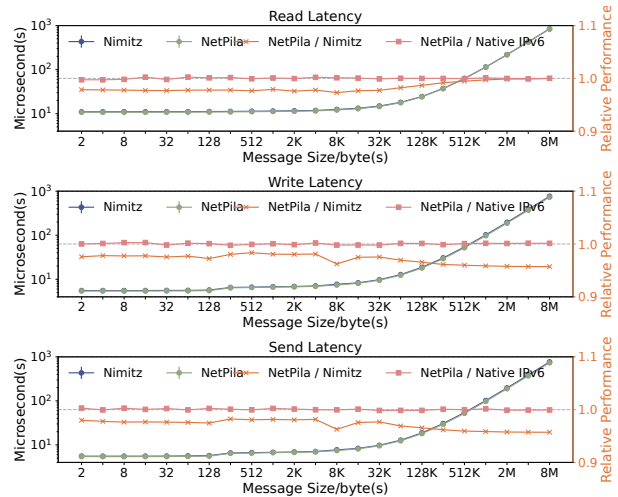 Read Latency
Nimitz NetPila NetPila / Nimitz NetPila / Native IPv6
Microsecond(s)
10³
10²
10¹
1.1
1.0
0.9
Relative Performance
2 8 32 128 512 2K 8K 32K 128K 512K 2M 8M
Message Size/byte(s)
Write Latency
Nimitz NetPila NetPila / Nimitz NetPila / Native IPv6
Microsecond(s)
10³
10²
10¹
1.1
1.0
0.9
Relative Performance
2 8 32 128 512 2K 8K 32K 128K 512K 2M 8M
Message Size/byte(s)
Send Latency
Nimitz NetPila NetPila / Nimitz NetPila / Native IPv6
Microsecond(s)
10³
10²
10¹
1.1
1.0
0.9
Relative Performance
2 8 32 128 512 2K 8K 32K 128K 512K 2M 8M
Message Size/byte(s)